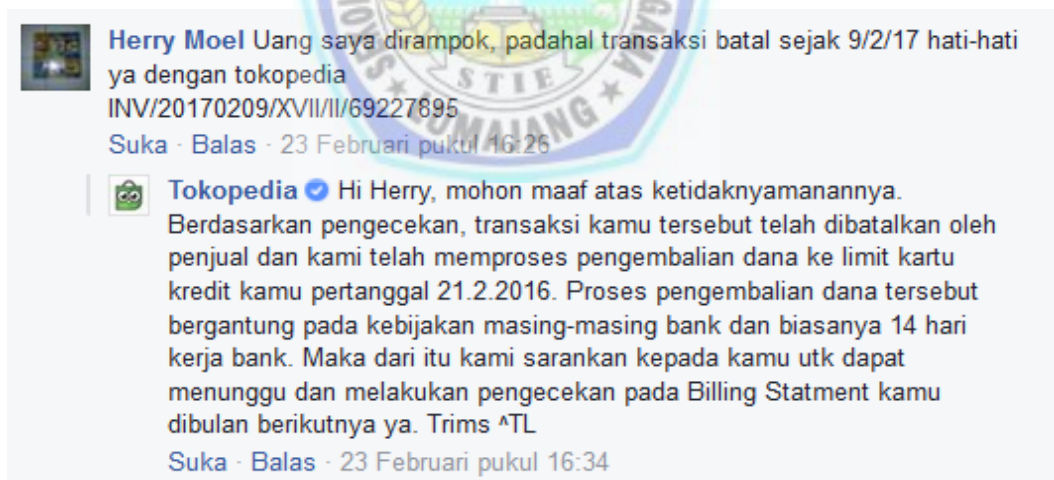 Herry Moel Uang saya dirampok, padahal transaksi batal sejak 9/2/17 hati-hati
ya dengan tokopedia
INV/20170209/XVII/II/69227895
Suka · Balas · 23 Februari pukul 16:26
STIE
LUMAJANG
Tokopedia Hi Herry, mohon maaf atas ketidaknyamanannya.
Berdasarkan pengecekan, transaksi kamu tersebut telah dibatalkan oleh
penjual dan kami telah memproses pengembalian dana ke limit kartu
kredit kamu pertanggal 21.2.2016. Proses pengembalian dana tersebut
bergantung pada kebijakan masing-masing bank dan biasanya 14 hari
kerja bank. Maka dari itu kami sarankan kepada kamu utk dapat
menunggu dan melakukan pengecekan pada Billing Statment kamu
dibulan berikutnya ya. Trims ^TL
Suka · Balas · 23 Februari pukul 16:34